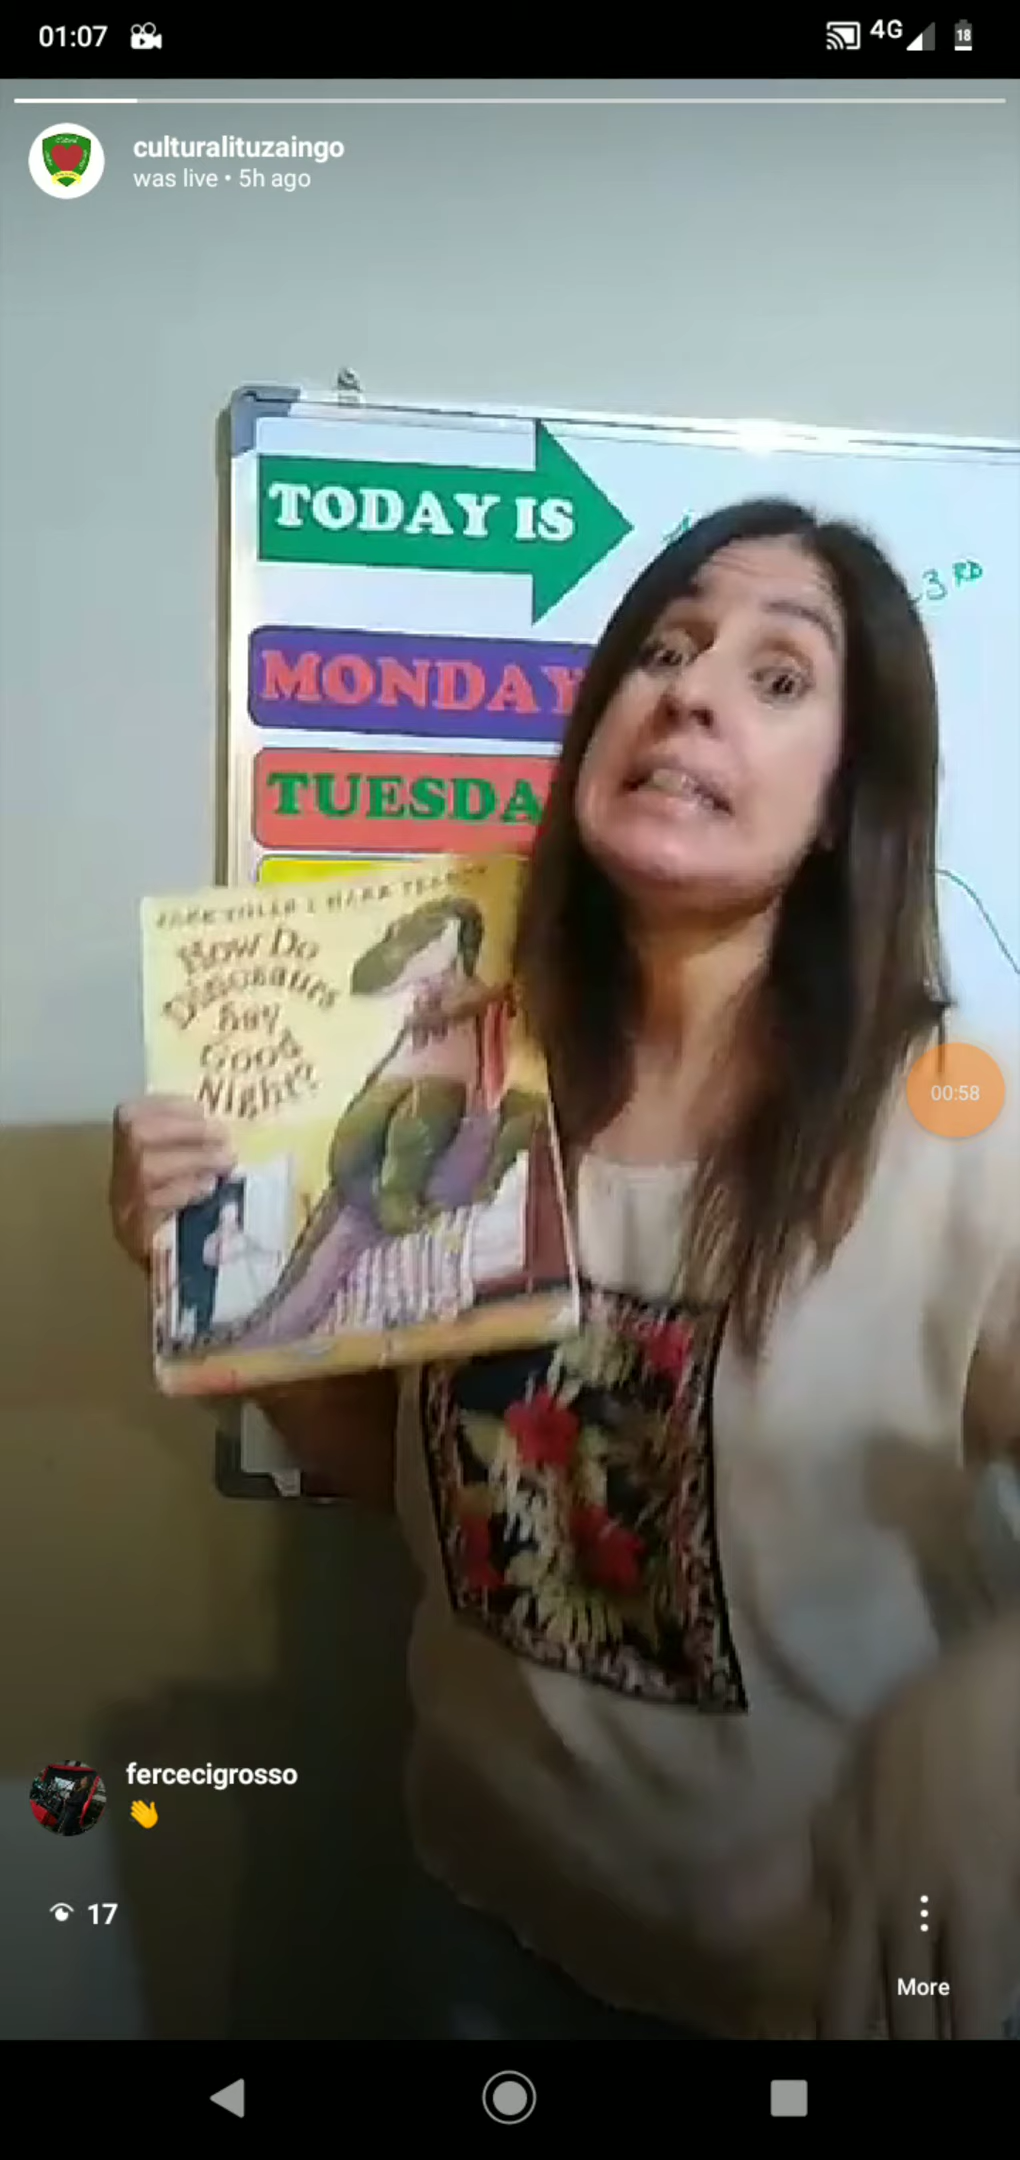 01:07
4G
18
culturalituzaingo
was live • 5h ago
TODAY IS
3RD
MONDAY
TUESDA
How Do
Dinosaurs
Say
Good
Night?
00:58
fercecigrosso
17
More